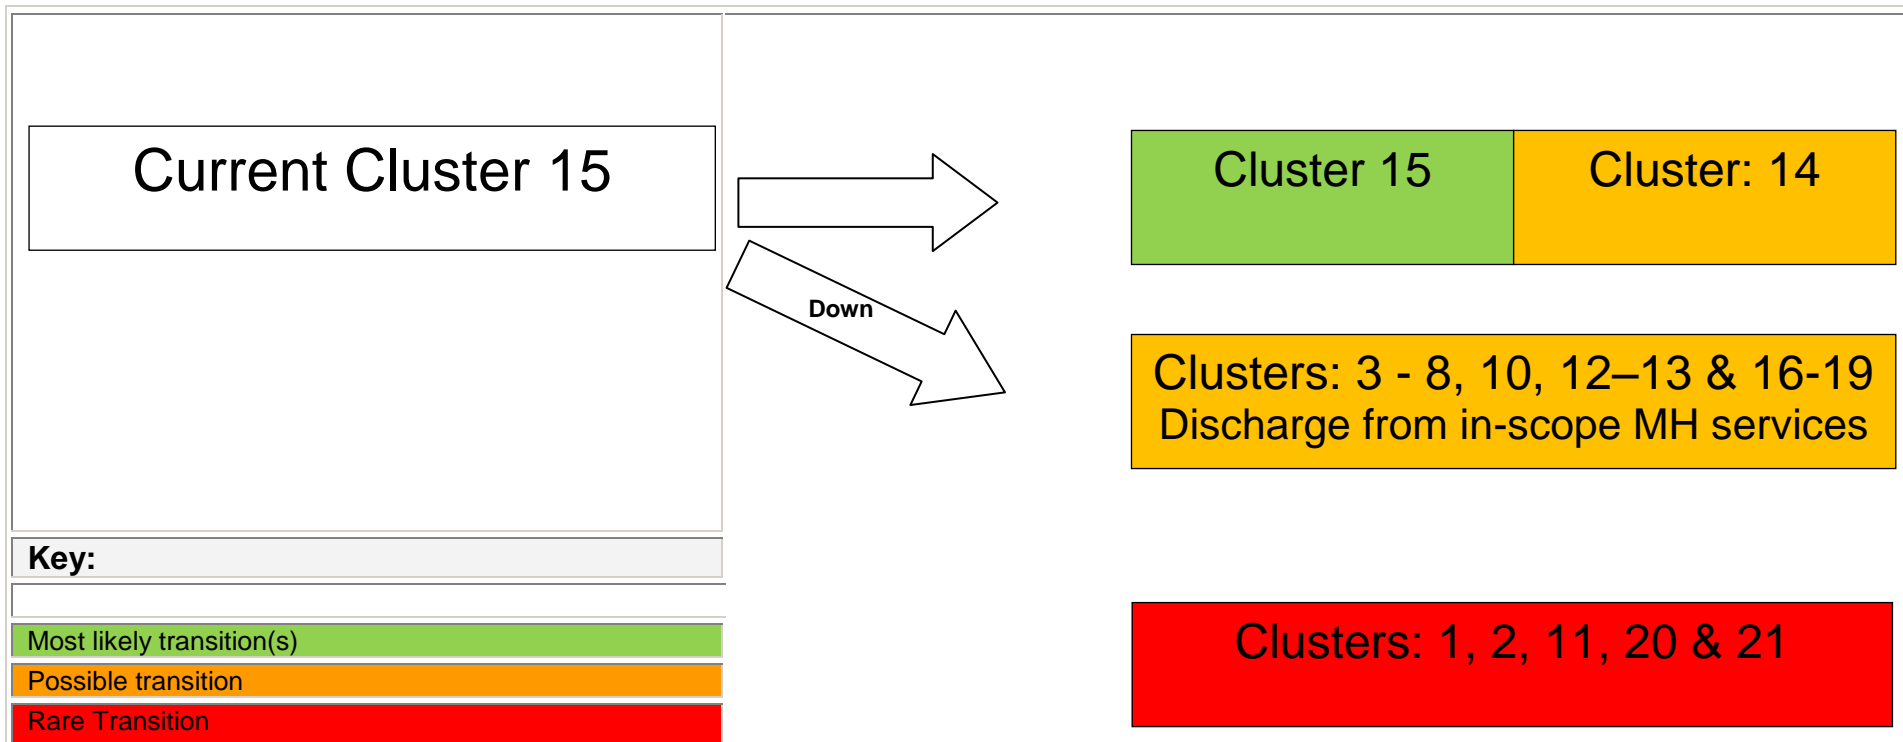 Current Cluster 15
Cluster 15
Cluster: 14
Down
Clusters: 3 - 8, 10, 12–13 & 16-19
Discharge from in-scope MH services
Key:
Most likely transition(s)
Possible transition
Rare Transition
Clusters: 1, 2, 11, 20 & 21